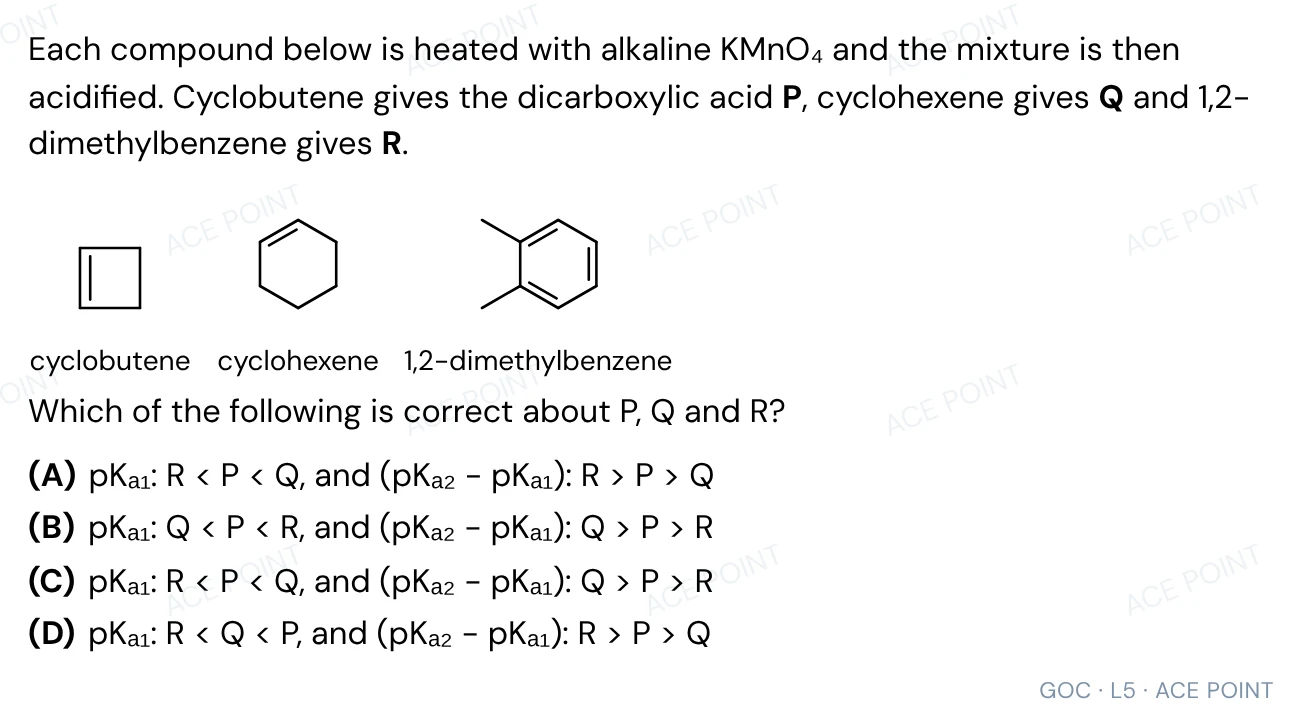 Each compound below is heated with alkaline KMnO₄ and the mixture is then
acidified. Cyclobutene gives the dicarboxylic acid P, cyclohexene gives Q and 1,2-
dimethylbenzene gives R.
cyclobutene cyclohexene 1,2-dimethylbenzene
Which of the following is correct about P, Q and R?
(A) pKₐ₁: R < P < Q, and (pKₐ₂ − pKₐ₁): R > P > Q
(B) pKₐ₁: Q < P < R, and (pKₐ₂ − pKₐ₁): Q > P > R
(C) pKₐ₁: R < P < Q, and (pKₐ₂ − pKₐ₁): Q > P > R
(D) pKₐ₁: R < Q < P, and (pKₐ₂ − pKₐ₁): R > P > Q
GOC · L5 · ACE POINT